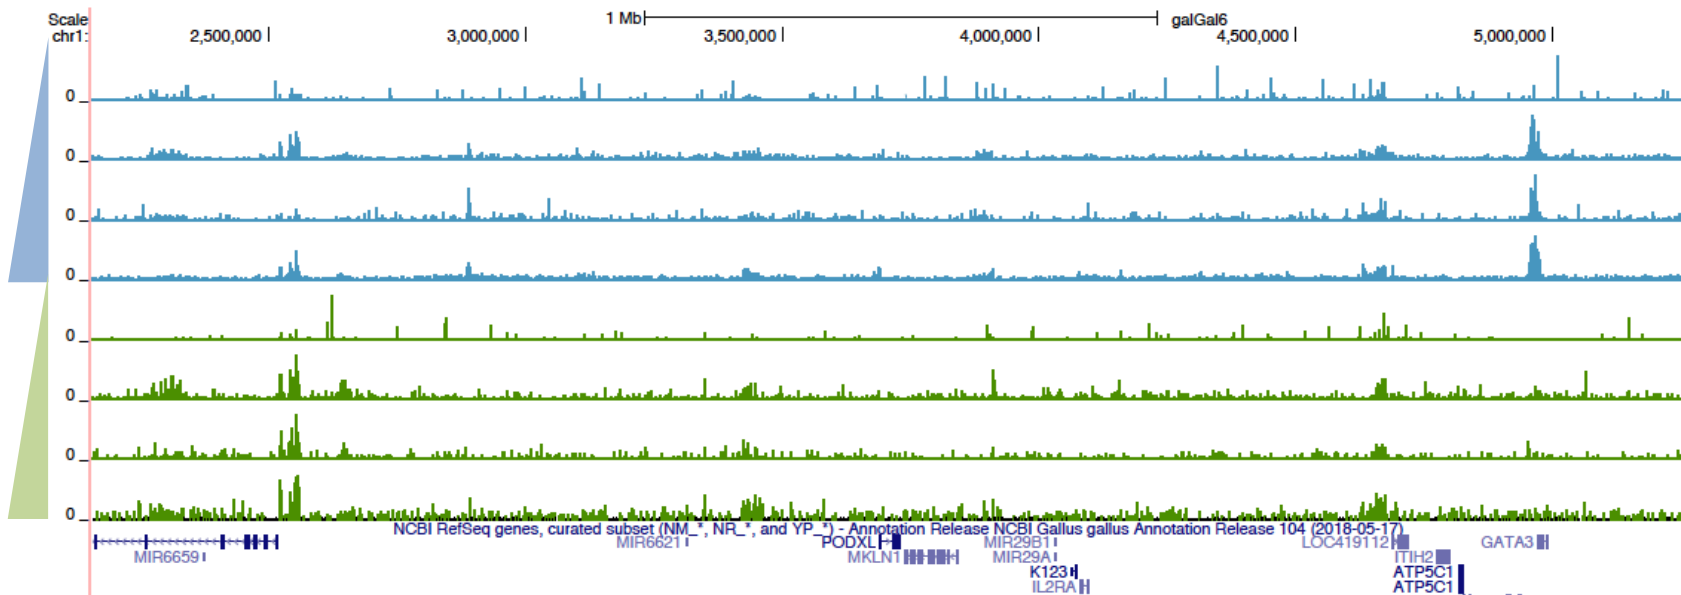 Scale 1 Mb galGal6
chr1: 2,500,000 3,000,000 3,500,000 4,000,000 4,500,000 5,000,000
0
0
0
0
0
0
0
0
NCBI RefSeq genes, curated subset (NM_*, NR_*, and YP_*) - Annotation Release NCBI Gallus gallus Annotation Release 104 (2018-05-17)
MIR6621 PODXL MIR29B1 LOC419112 GATA3
MIR6659 MKLN1 MIR29A ITIH2
K123 ATP5C1
IL2RA ATP5C1